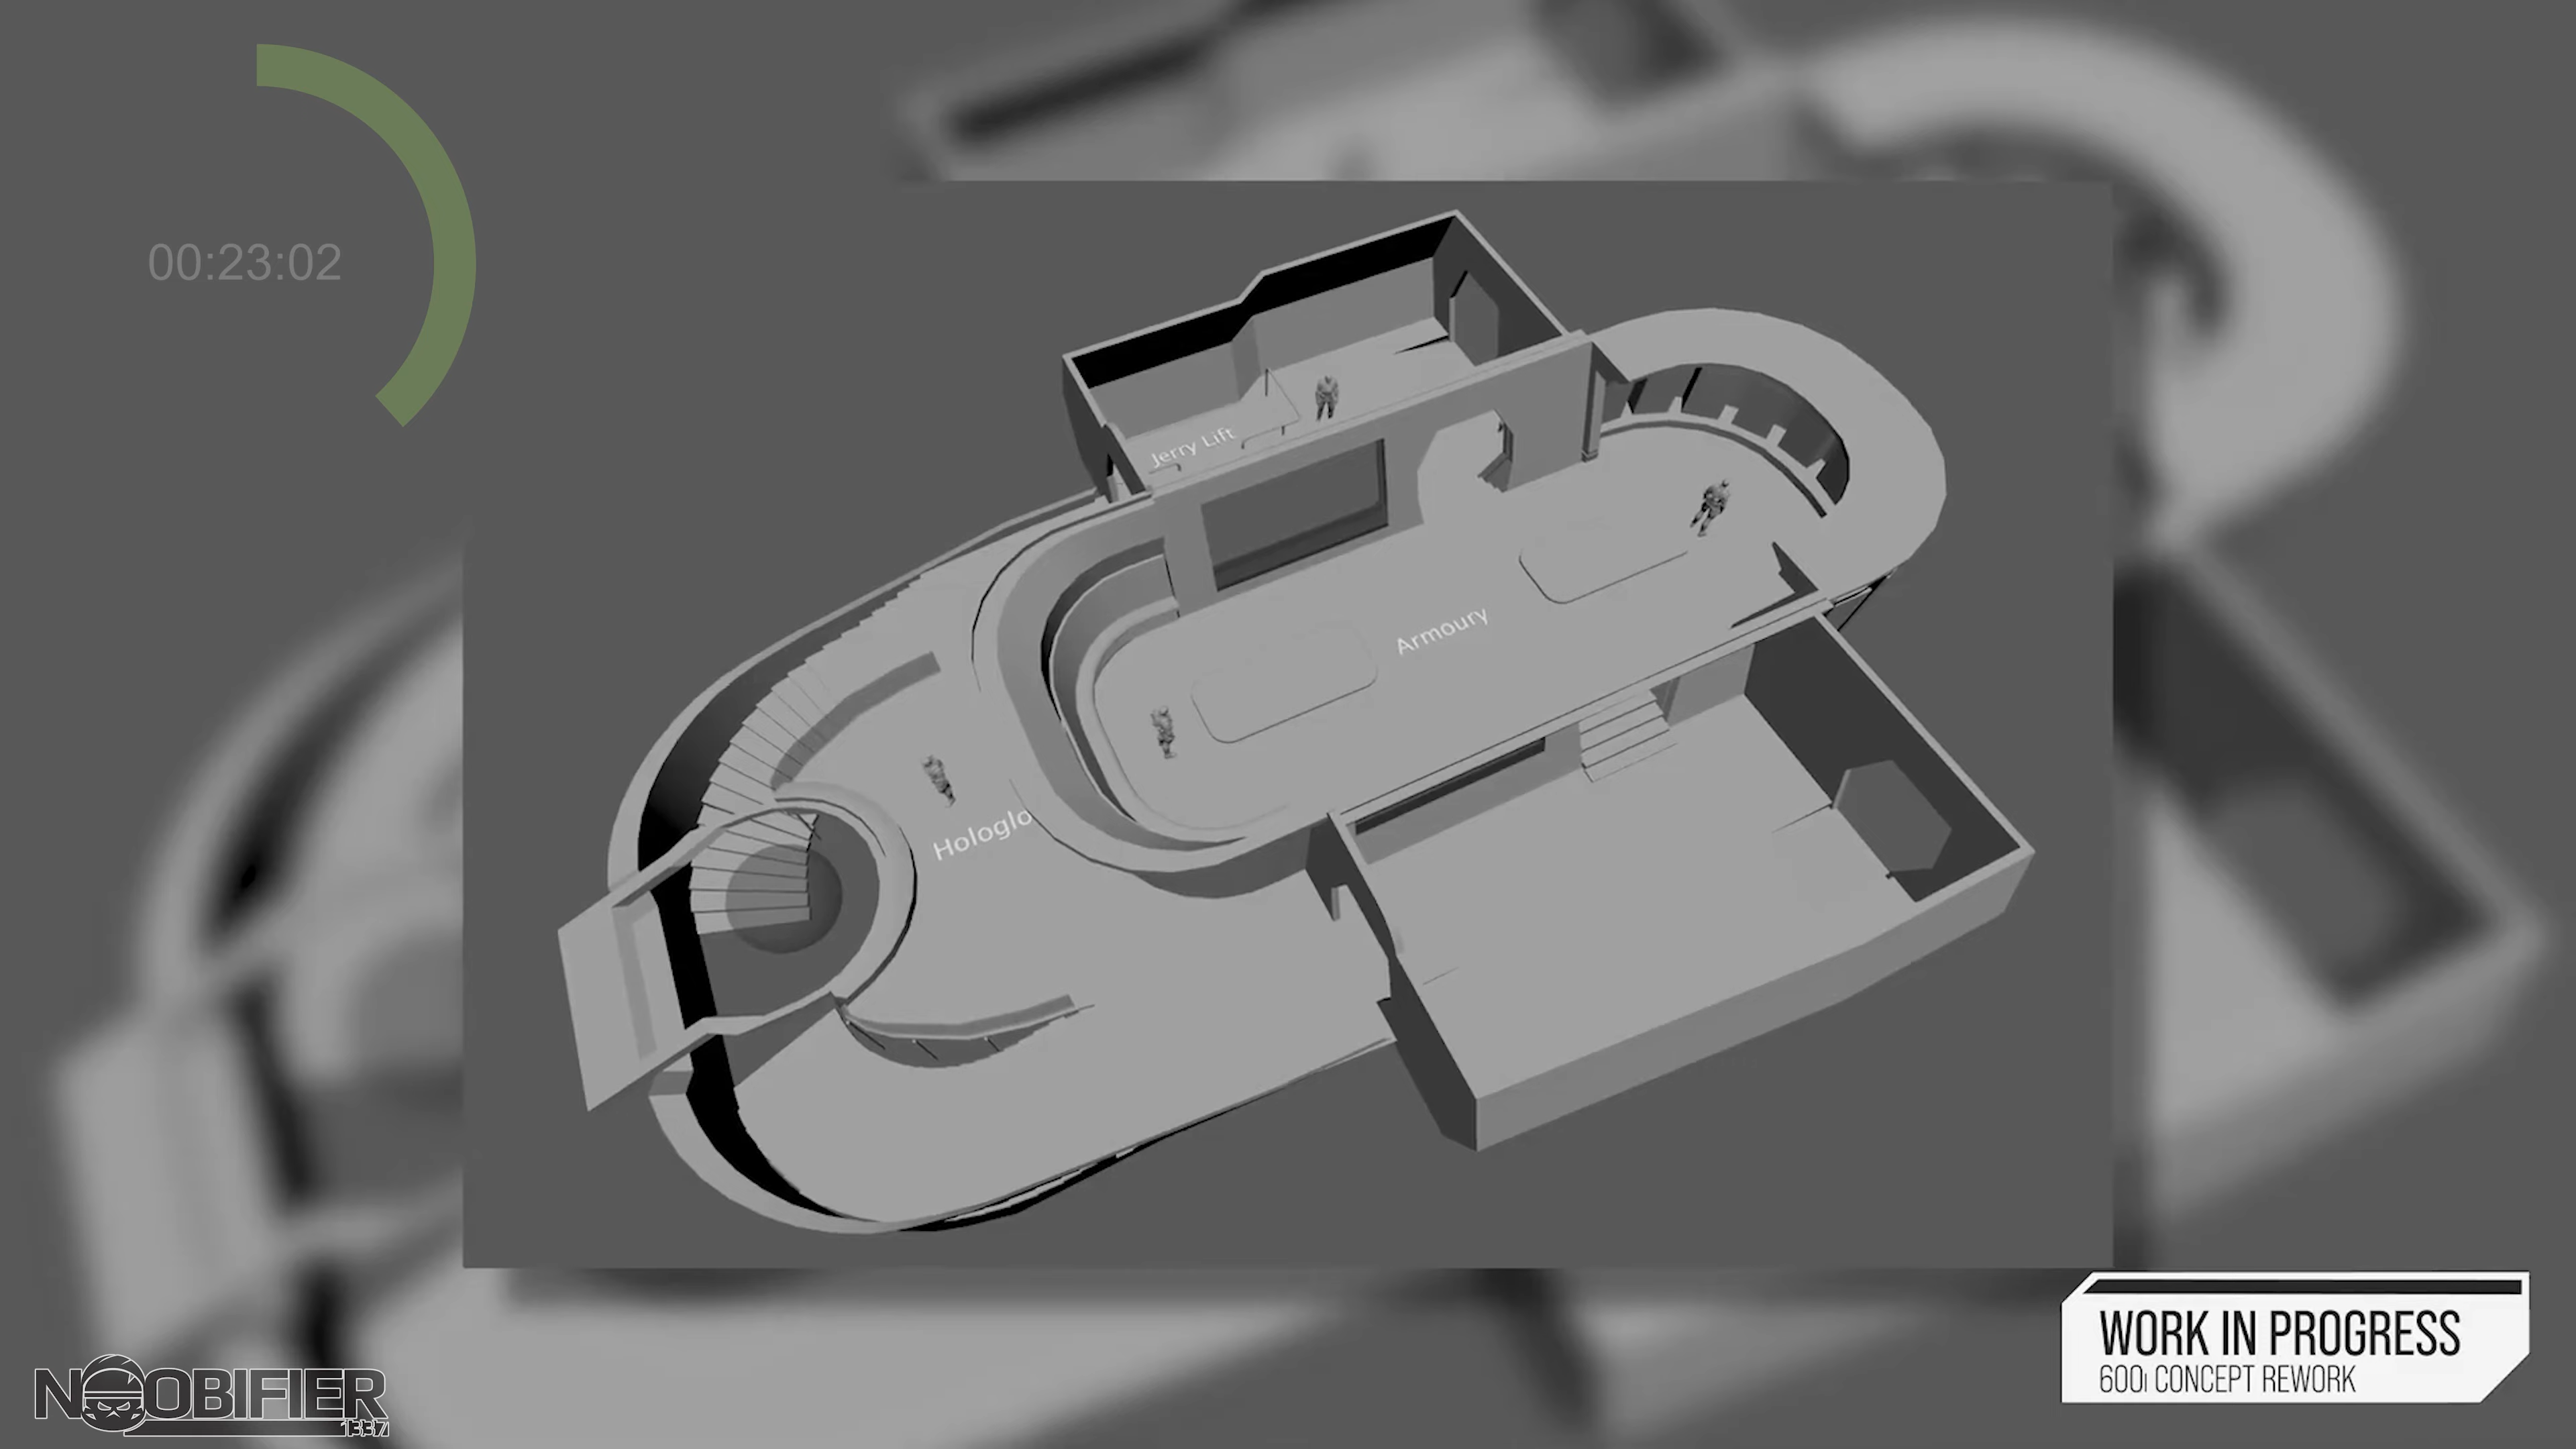 00:23:02
Jerry Lift
Armoury
Hologlo
WORK IN PROGRESS
600i CONCEPT REWORK
NOOBIFIER
1337